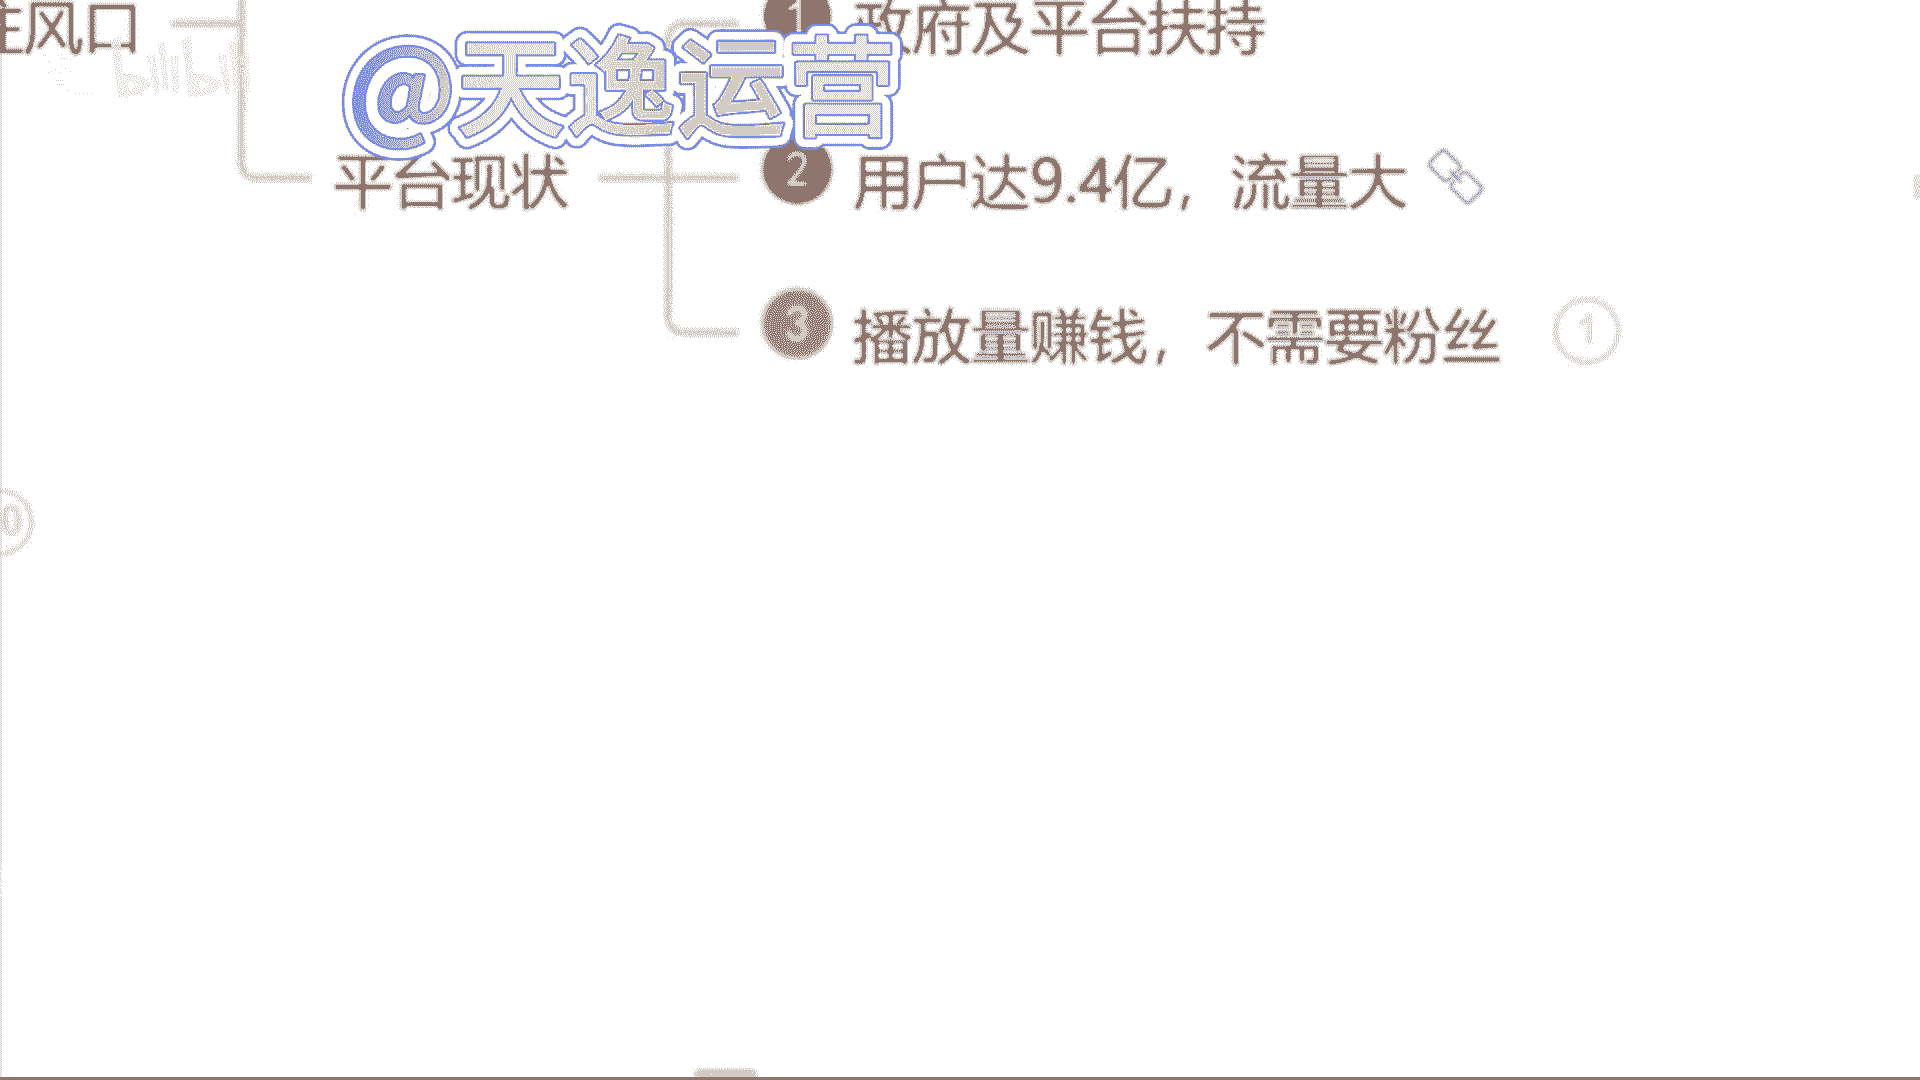 风口
1 政府及平台扶持
bilibili
@天逸运营
平台现状
2 用户达9.4亿，流量大
3 播放量赚钱，不需要粉丝 1
0